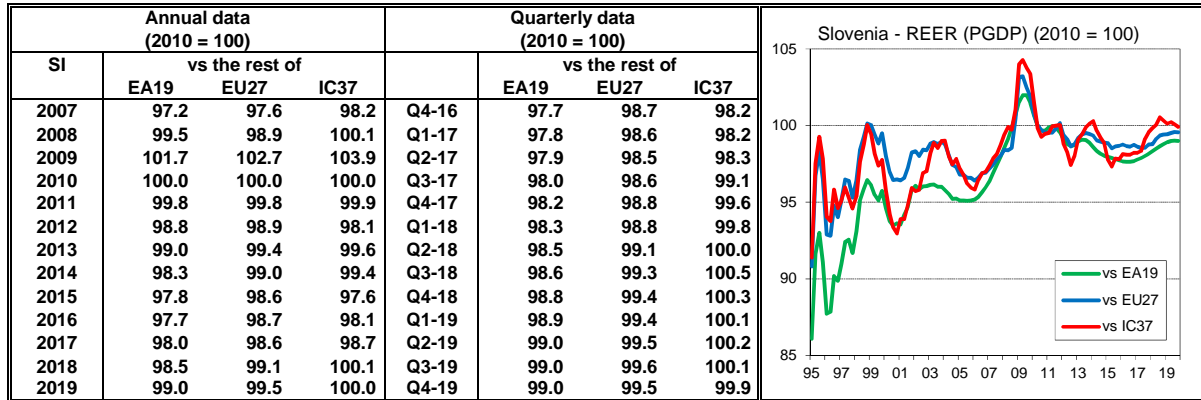 Annual data
(2010 = 100)
Quarterly data
(2010 = 100)
SI vs the rest of vs the rest of
EA19 EU27 IC37 EA19 EU27 IC37
2007 97.2 97.6 98.2 Q4-16 97.7 98.7 98.2
2008 99.5 98.9 100.1 Q1-17 97.8 98.6 98.2
2009 101.7 102.7 103.9 Q2-17 97.9 98.5 98.3
2010 100.0 100.0 100.0 Q3-17 98.0 98.6 99.1
2011 99.8 99.8 99.9 Q4-17 98.2 98.8 99.6
2012 98.8 98.9 98.1 Q1-18 98.3 98.8 99.8
2013 99.0 99.4 99.6 Q2-18 98.5 99.1 100.0
2014 98.3 99.0 99.4 Q3-18 98.6 99.3 100.5
2015 97.8 98.6 97.6 Q4-18 98.8 99.4 100.3
2016 97.7 98.7 98.1 Q1-19 98.9 99.4 100.1
2017 98.0 98.6 98.7 Q2-19 99.0 99.5 100.2
2018 98.5 99.1 100.1 Q3-19 99.0 99.6 100.1
2019 99.0 99.5 100.0 Q4-19 99.0 99.5 99.9
Slovenia - REER (PGDP) (2010 = 100)
105
100
95
90
85
vs EA19
vs EU27
vs IC37
95 97 99 01 03 05 07 09 11 13 15 17 19